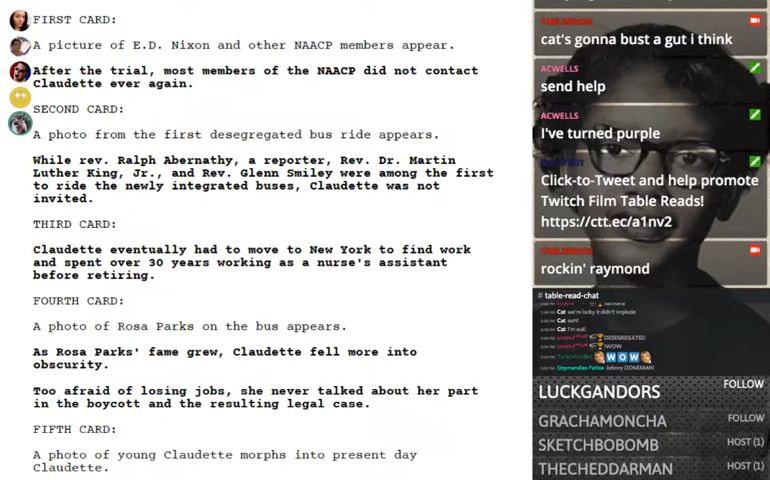 FIRST CARD:
A picture of E.D. Nixon and other NAACP members appear.
After the trial, most members of the NAACP did not contact
Claudette ever again.
SECOND CARD:
A photo from the first desegregated bus ride appears.
While rev. Ralph Abernathy, a reporter, Rev. Dr. Martin
Luther King, Jr., and Rev. Glenn Smiley were among the first
to ride the newly integrated buses, Claudette was not
invited.
THIRD CARD:
Claudette eventually had to move to New York to find work
and spent over 30 years working as a nurse's assistant
before retiring.
FOURTH CARD:
A photo of Rosa Parks on the bus appears.
As Rosa Parks' fame grew, Claudette fell more into
obscurity.
Too afraid of losing jobs, she never talked about her part
in the boycott and the resulting legal case.
FIFTH CARD:
A photo of young Claudette morphs into present day
Claudette.
cat's gonna bust a gut i think
ACWELLS
send help
ACWELLS
I've turned purple
Click-to-Tweet and help promote
Twitch Film Table Reads!
https://ctt.ec/a1nv2
rockin' raymond
# table-read-chat
Cat we're lucky it didn't implode
Cat
Cat I'm out!
DESEGREGATED
!WOW
WOW
Ozymandias Parloe Johnny DONEMAN!
LUCKGANDORS FOLLOW
GRACHAMONCHA FOLLOW
SKETCHBOBOMB HOST (1)
THECHEDDARMAN HOST (1)